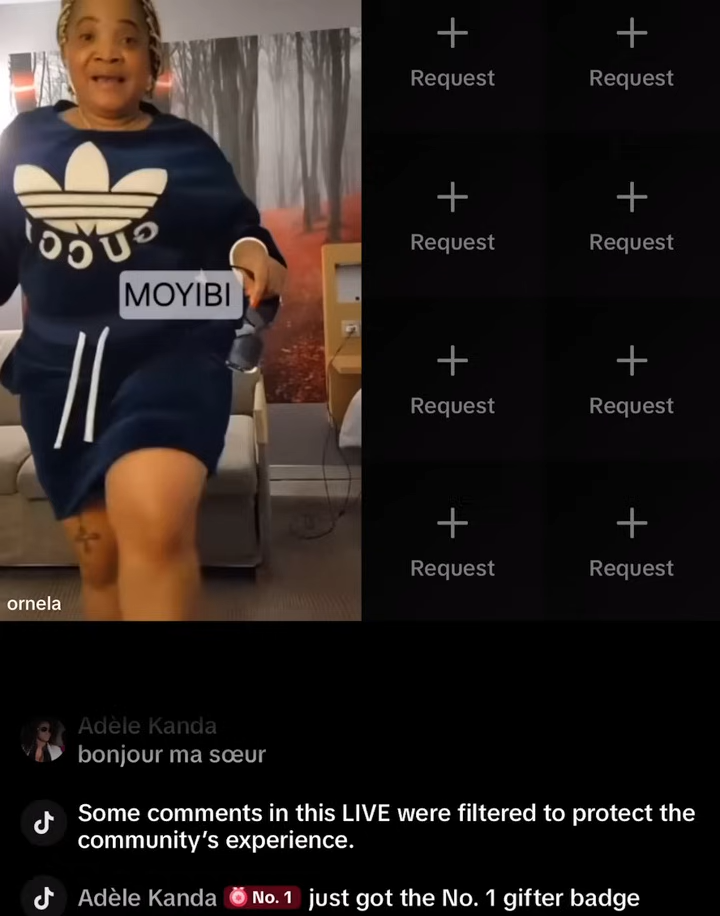 Request
Request
Request
Request
GUCCI
MOYIBI
Request
Request
Request
Request
ornela
Adèle Kanda
bonjour ma sœur
Some comments in this LIVE were filtered to protect the
community’s experience.
Adèle Kanda No. 1 just got the No. 1 gifter badge